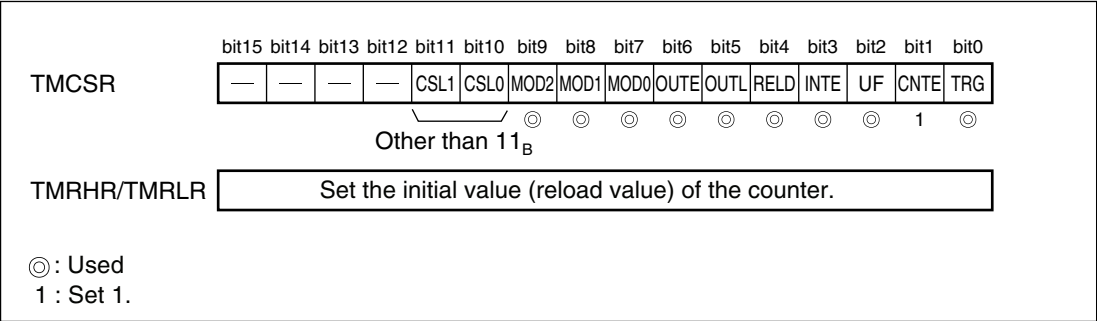 bit15 bit14 bit13 bit12 bit11 bit10 bit9 bit8 bit7 bit6 bit5 bit4 bit3 bit2 bit1 bit0
TMCSR — — — — CSL1 CSL0 MOD2 MOD1 MOD0 OUTE OUTL RELD INTE UF CNTE TRG
◎ ◎ ◎ ◎ ◎ ◎ ◎ ◎ 1 ◎
Other than 11B
TMRHR/TMRLR Set the initial value (reload value) of the counter.
◎ : Used
1 : Set 1.